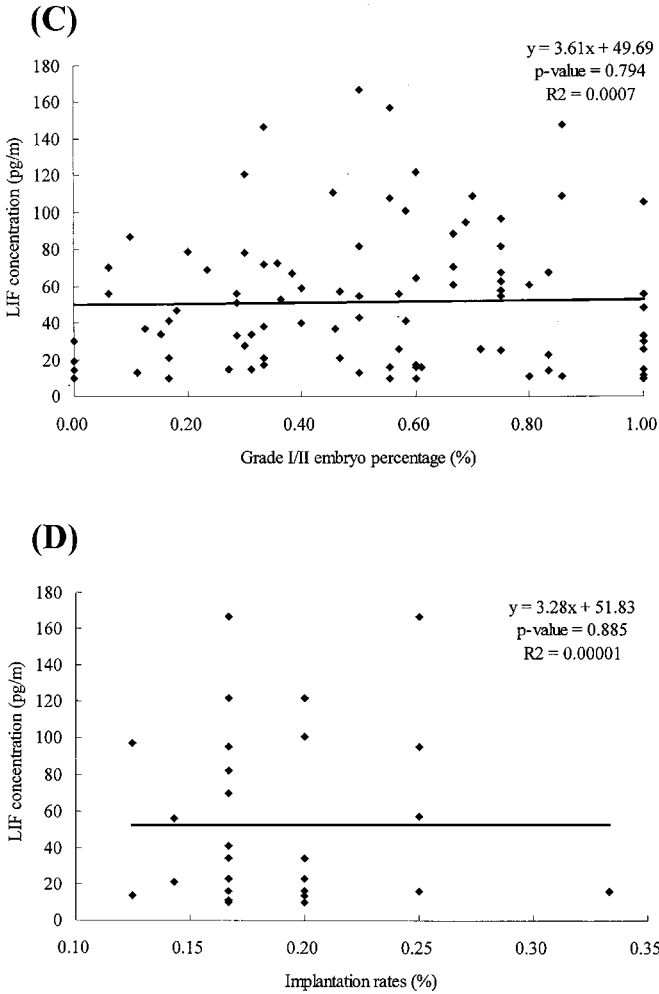 (C)
y = 3.61x + 49.69
p-value = 0.794
R2 = 0.0007
LIF concentration (pg/m)
180
160
140
120
100
80
60
40
20
0
0.00 0.20 0.40 0.60 0.80 1.00
Grade I/II embryo percentage (%)
(D)
y = 3.28x + 51.83
p-value = 0.885
R2 = 0.00001
LIF concentration (pg/m)
180
160
140
120
100
80
60
40
20
0
0.10 0.15 0.20 0.25 0.30 0.35
Implantation rates (%)